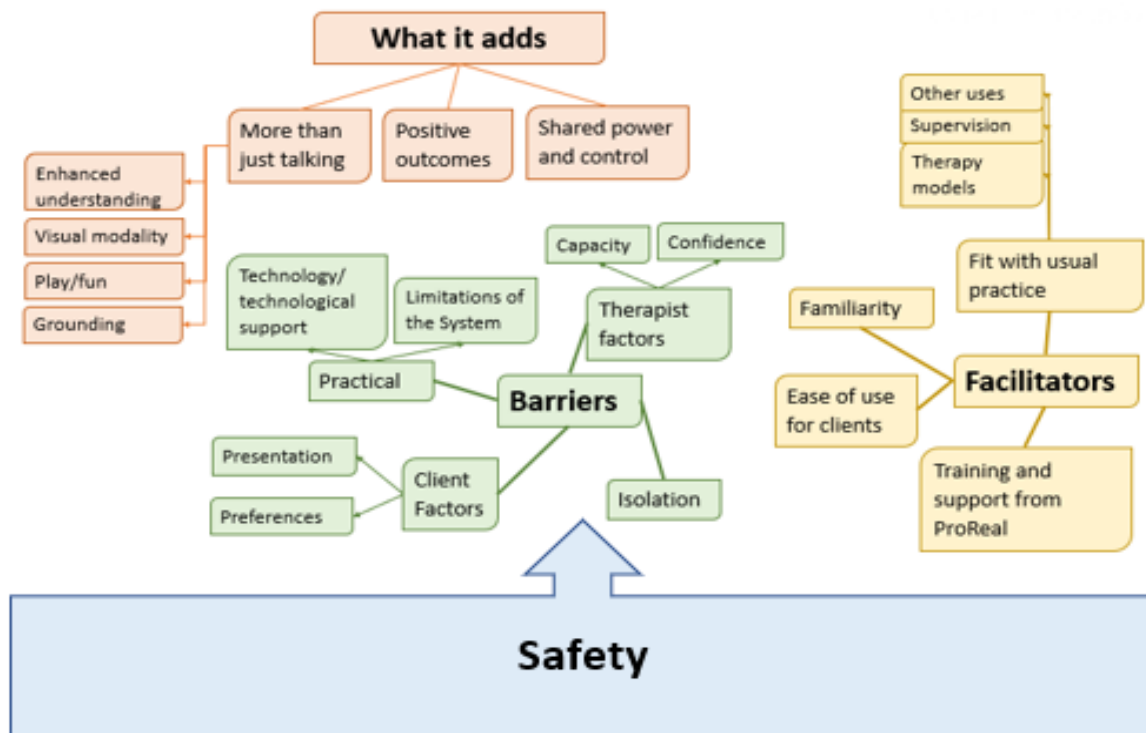 What it adds
More than
just talking
Positive
outcomes
Shared power
and control
Enhanced
understanding
Visual modality
Play/fun
Grounding
Other uses
Supervision
Therapy
models
Fit with usual
practice
Familiarity
Facilitators
Ease of use
for clients
Training and
support from
ProReal
Capacity
Confidence
Technology/
technological
support
Limitations of
the System
Therapist
factors
Practical
Barriers
Presentation
Client
Factors
Preferences
Isolation
Safety